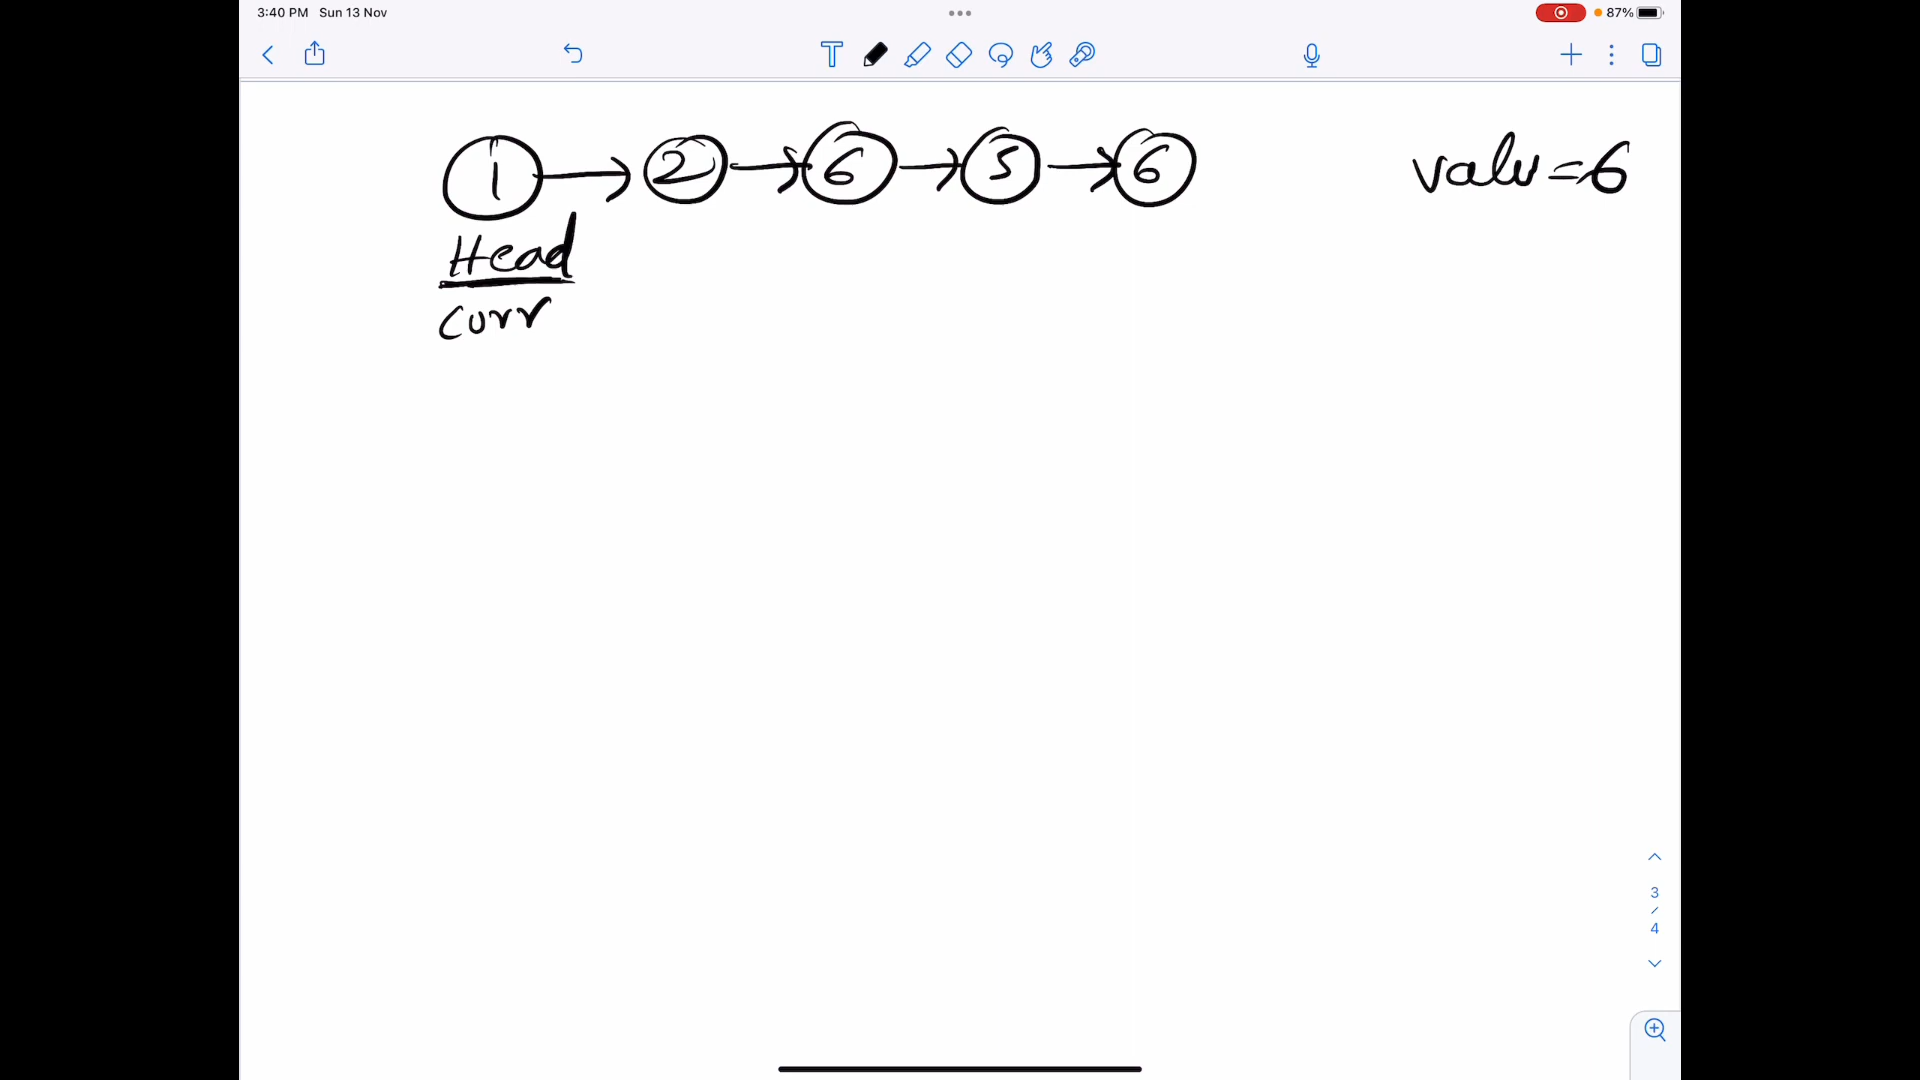 3:40 PM Sun 13 Nov
87%
1 → 2 → 6 → 5 → 6
valu = 6
Head
curr
3
/
4